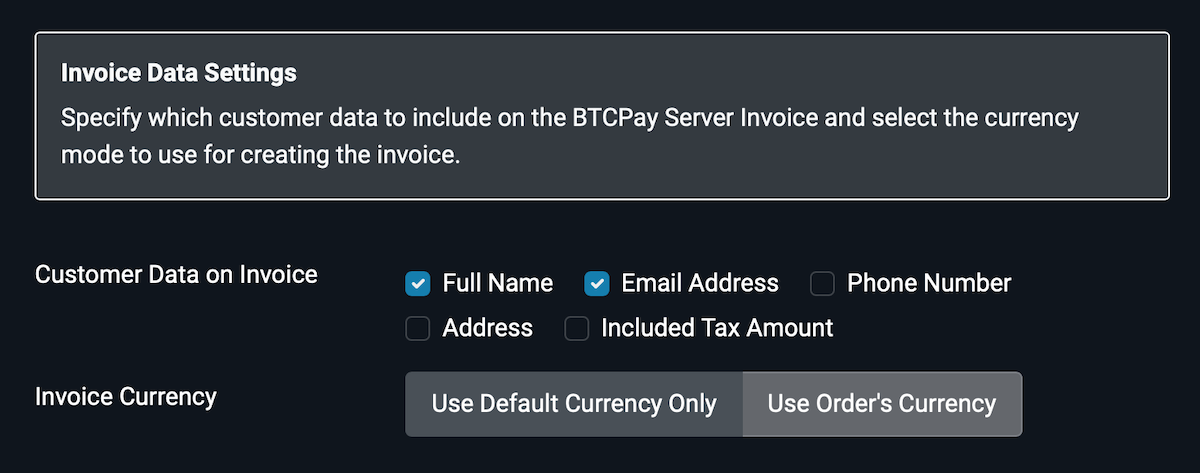 Invoice Data Settings
Specify which customer data to include on the BTCPay Server Invoice and select the currency
mode to use for creating the invoice.
Customer Data on Invoice
Full Name Email Address Phone Number
Address Included Tax Amount
Invoice Currency
Use Default Currency Only Use Order's Currency